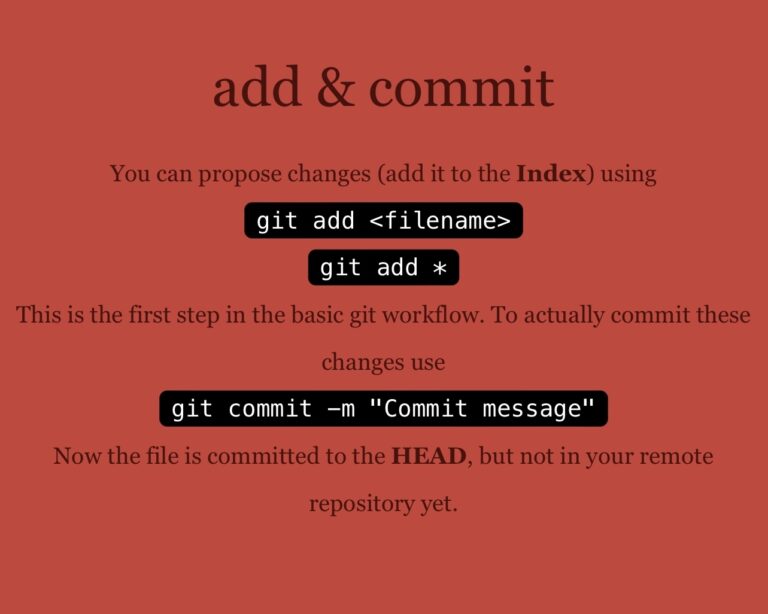 add & commit
You can propose changes (add it to the Index) using
git add <filename>
git add *
This is the first step in the basic git workflow. To actually commit these
changes use
git commit -m "Commit message"
Now the file is committed to the HEAD, but not in your remote
repository yet.